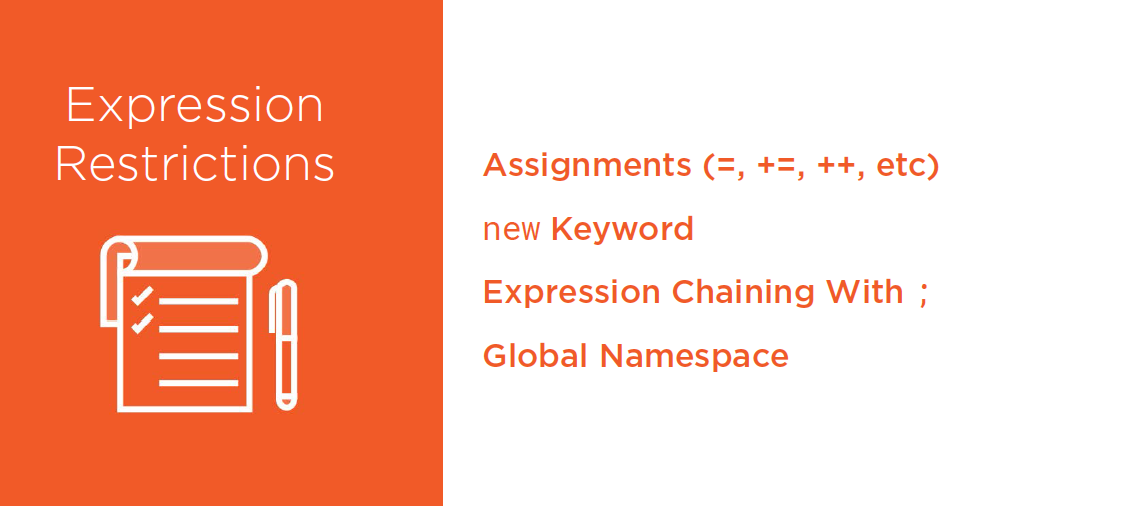 Expression
Restrictions
Assignments (=, +=, ++, etc)
new Keyword
Expression Chaining With ;
Global Namespace